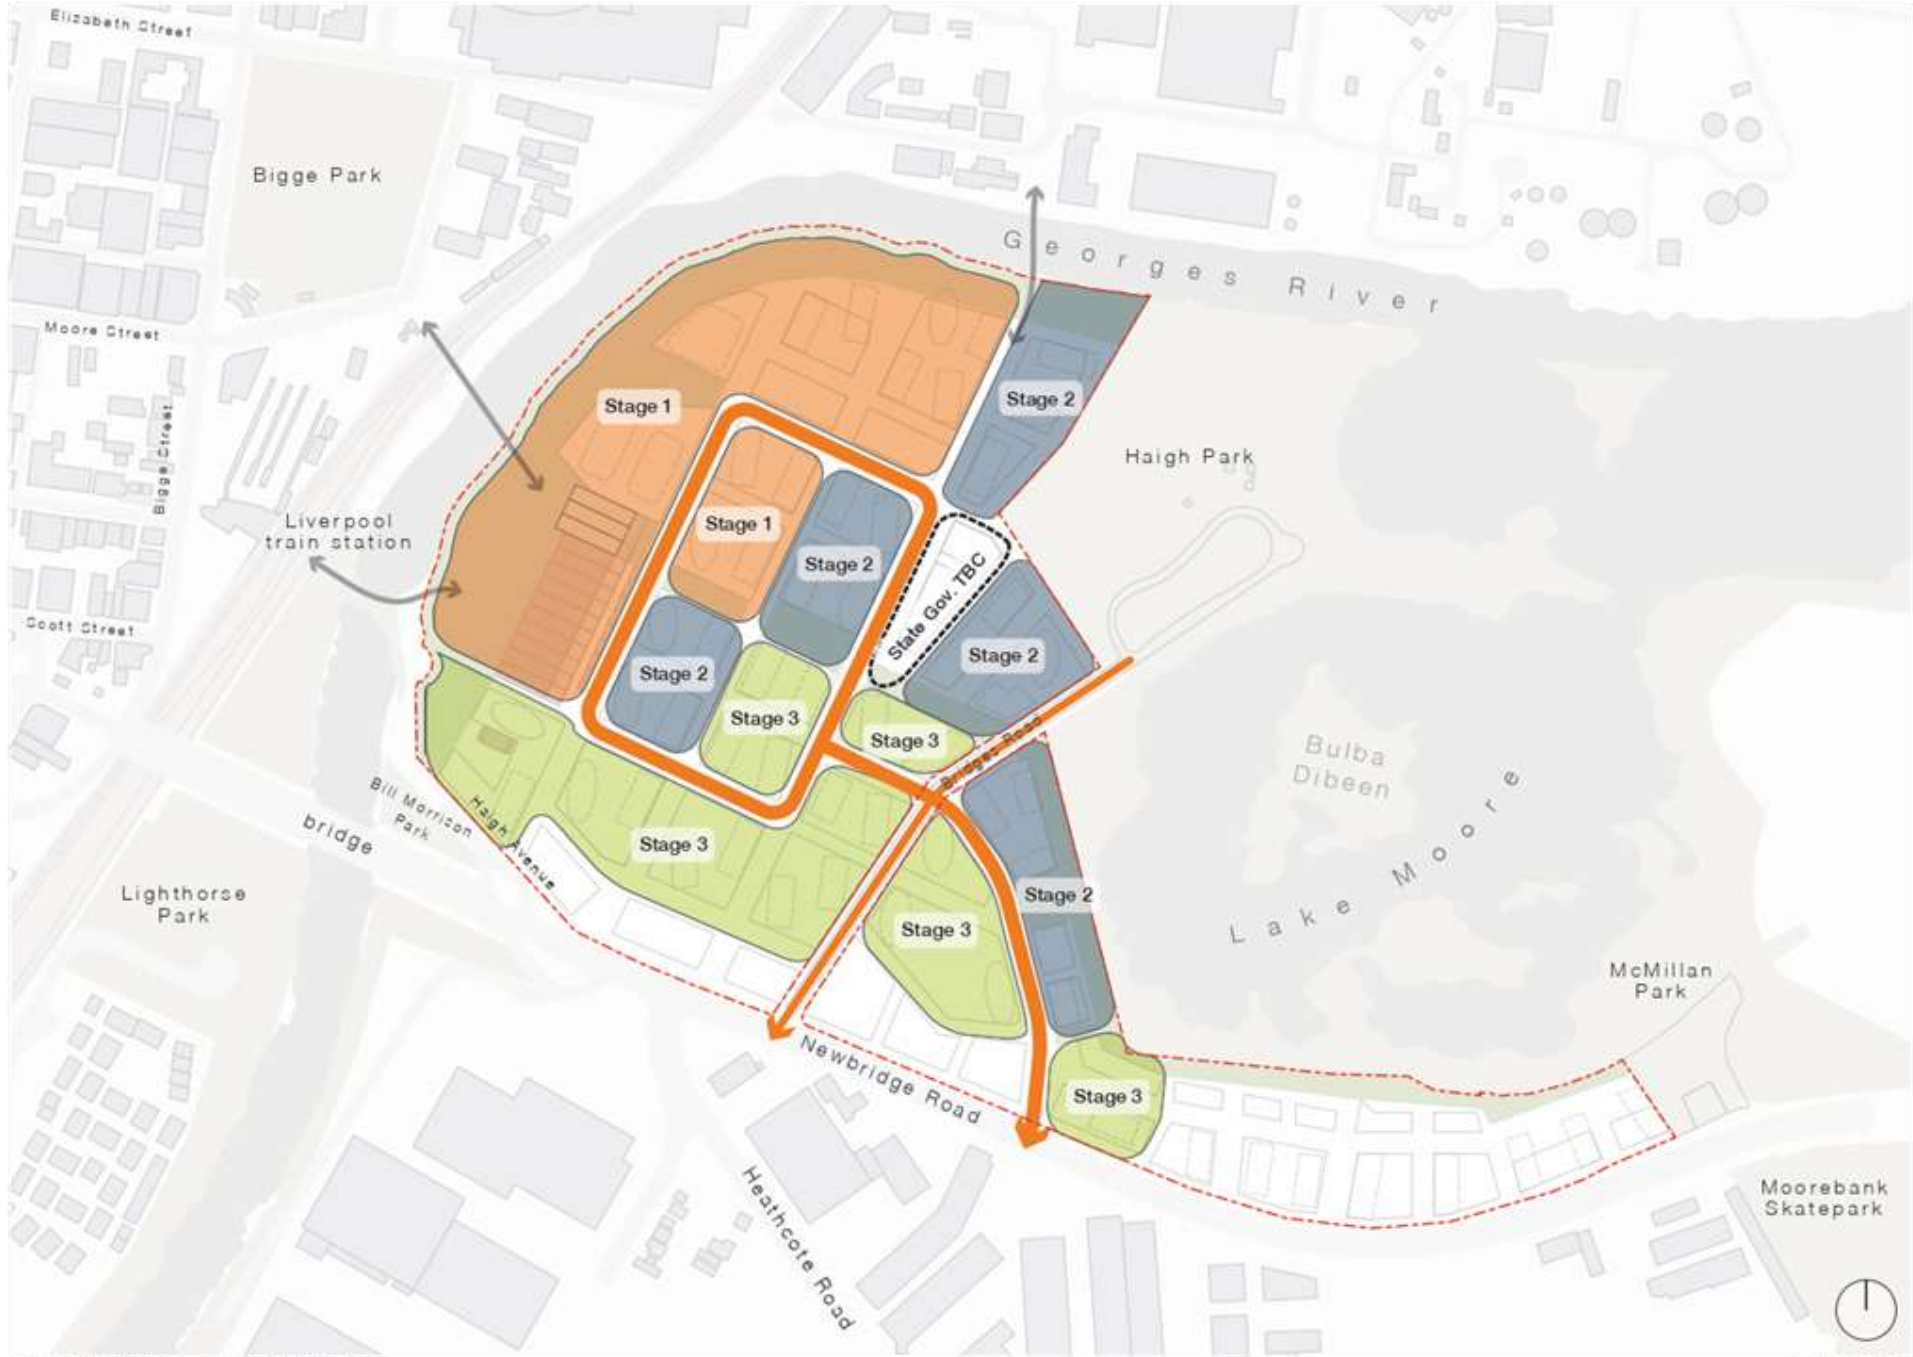 Elizabeth Street
Bigge Park
Georges River
Moore Street
Stage 1
Stage 2
Haigh Park
Bigge Street
Liverpool
train station
Stage 1
Stage 2
State Gov. TBC
Scott Street
Stage 2
Stage 2
Stage 3
Stage 3
Bridges Road
Bulba
Dibeen
Lake Moore
Bill Morrison
Park
Haigh Avenue
bridge
Stage 3
Lighthorse
Park
Stage 2
Stage 3
McMillan
Park
Newbridge Road
Stage 3
Heathcote Road
Moorebank
Skatepark